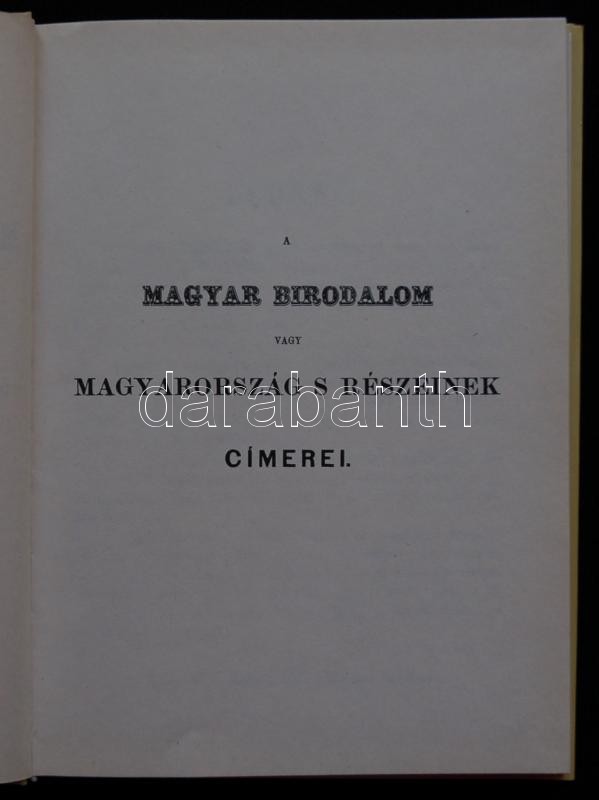 A
MAGYAR BIRODALOM
VAGY
MAGYARORSZÁG S RÉSZEINEK
darabanth
CÍMEREI.